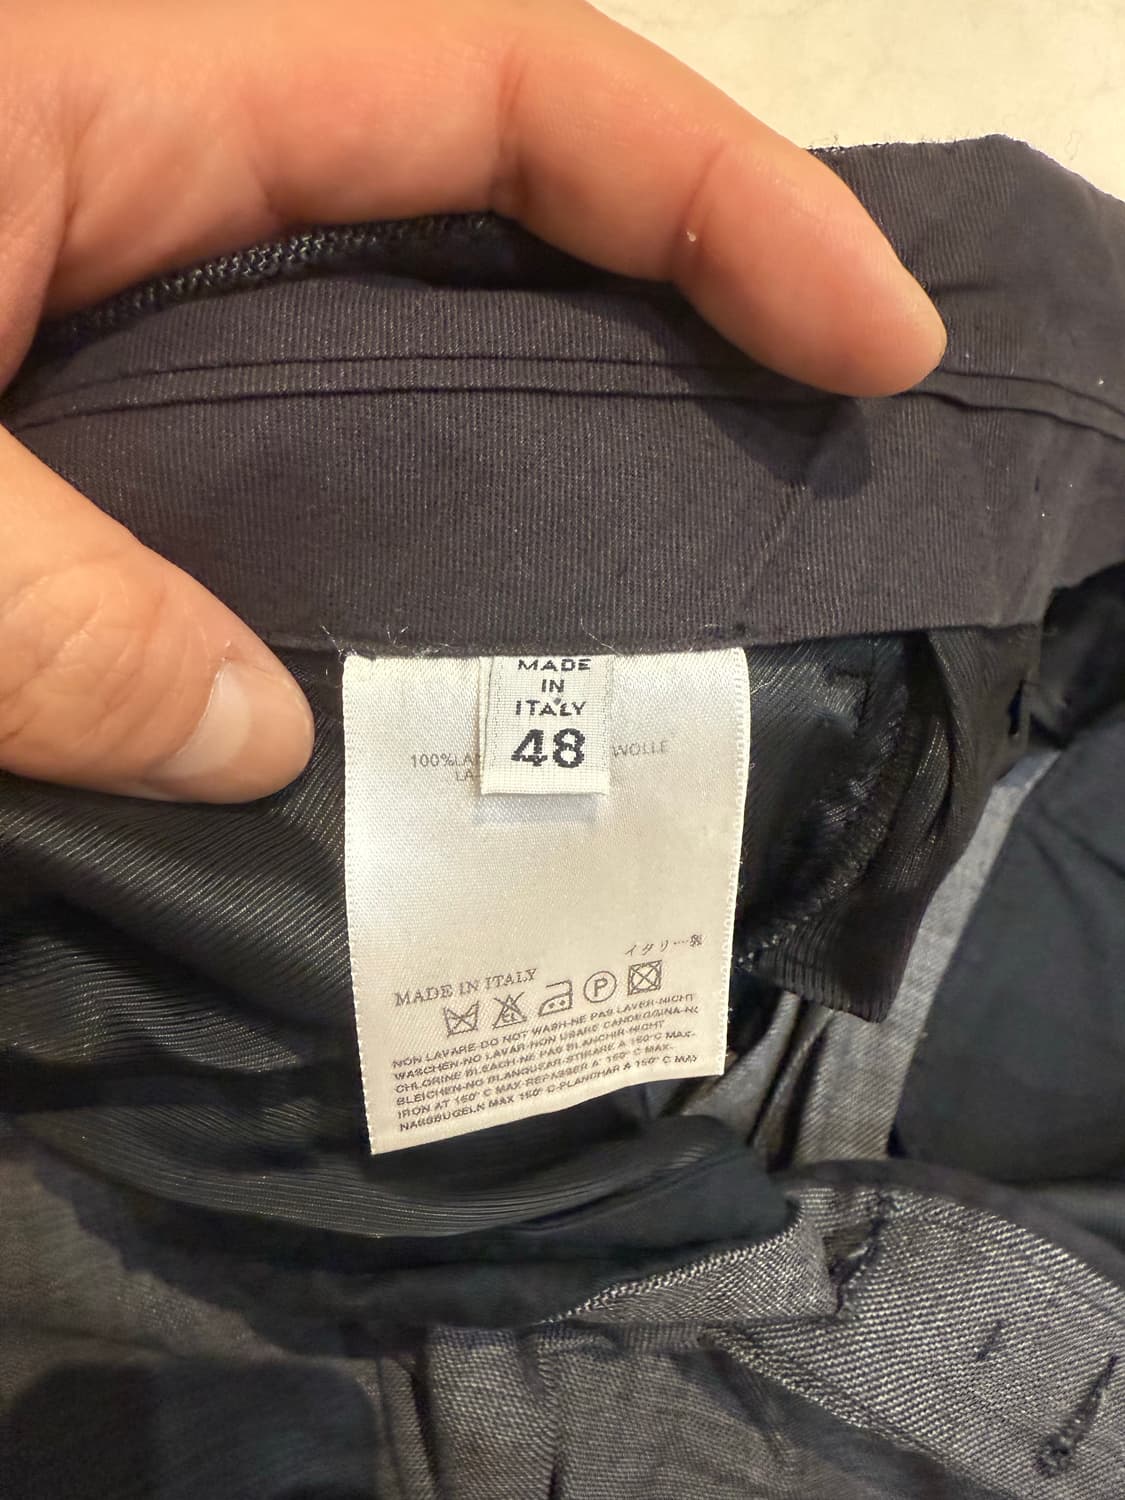 MADE
IN
ITALY
48
100%LA WOLLE
LA
イタリー製
MADE IN ITALY
CL
P
NON LAVARE-DO NOT WASH-NE PAS LAVER-NICHT
WASCHEN-NO LAVAR-NON USARE CANDEGGINA-NO
CHLORINE BLEACH-NE PAS BLANCHIR-NICHT
BLEICHEN-NO BLANQUEAR-STIRARE A 150° C MAX-
IRON AT 150° C MAX-REPASSER A' 150° C MAX-
NASSBUGELN MAX 150° C-PLANCHAR A 150° C MAX